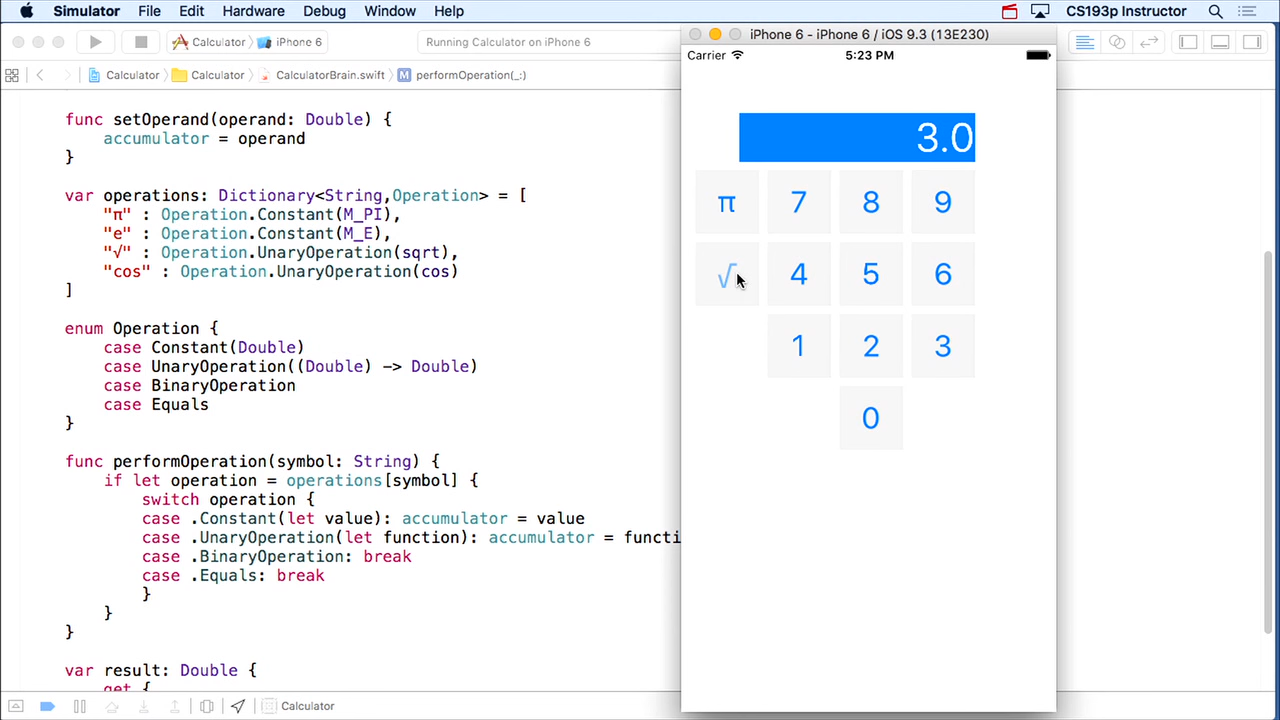 Simulator File Edit Hardware Debug Window Help CS193p Instructor
Calculator iPhone 6 Running Calculator on iPhone 6
Calculator Calculator CalculatorBrain.swift M performOperation(_:)
func setOperand(operand: Double) {
accumulator = operand
}
var operations: Dictionary<String,Operation> = [
"π" : Operation.Constant(M_PI),
"e" : Operation.Constant(M_E),
"√" : Operation.UnaryOperation(sqrt),
"cos" : Operation.UnaryOperation(cos)
]
enum Operation {
case Constant(Double)
case UnaryOperation((Double) -> Double)
case BinaryOperation
case Equals
}
func performOperation(symbol: String) {
if let operation = operations[symbol] {
switch operation {
case .Constant(let value): accumulator = value
case .UnaryOperation(let function): accumulator = functi
case .BinaryOperation: break
case .Equals: break
}
}
}
var result: Double {
get {
Calculator
iPhone 6 - iPhone 6 / iOS 9.3 (13E230)
Carrier 5:23 PM
3.0
π 7 8 9
√ 4 5 6
1 2 3
0